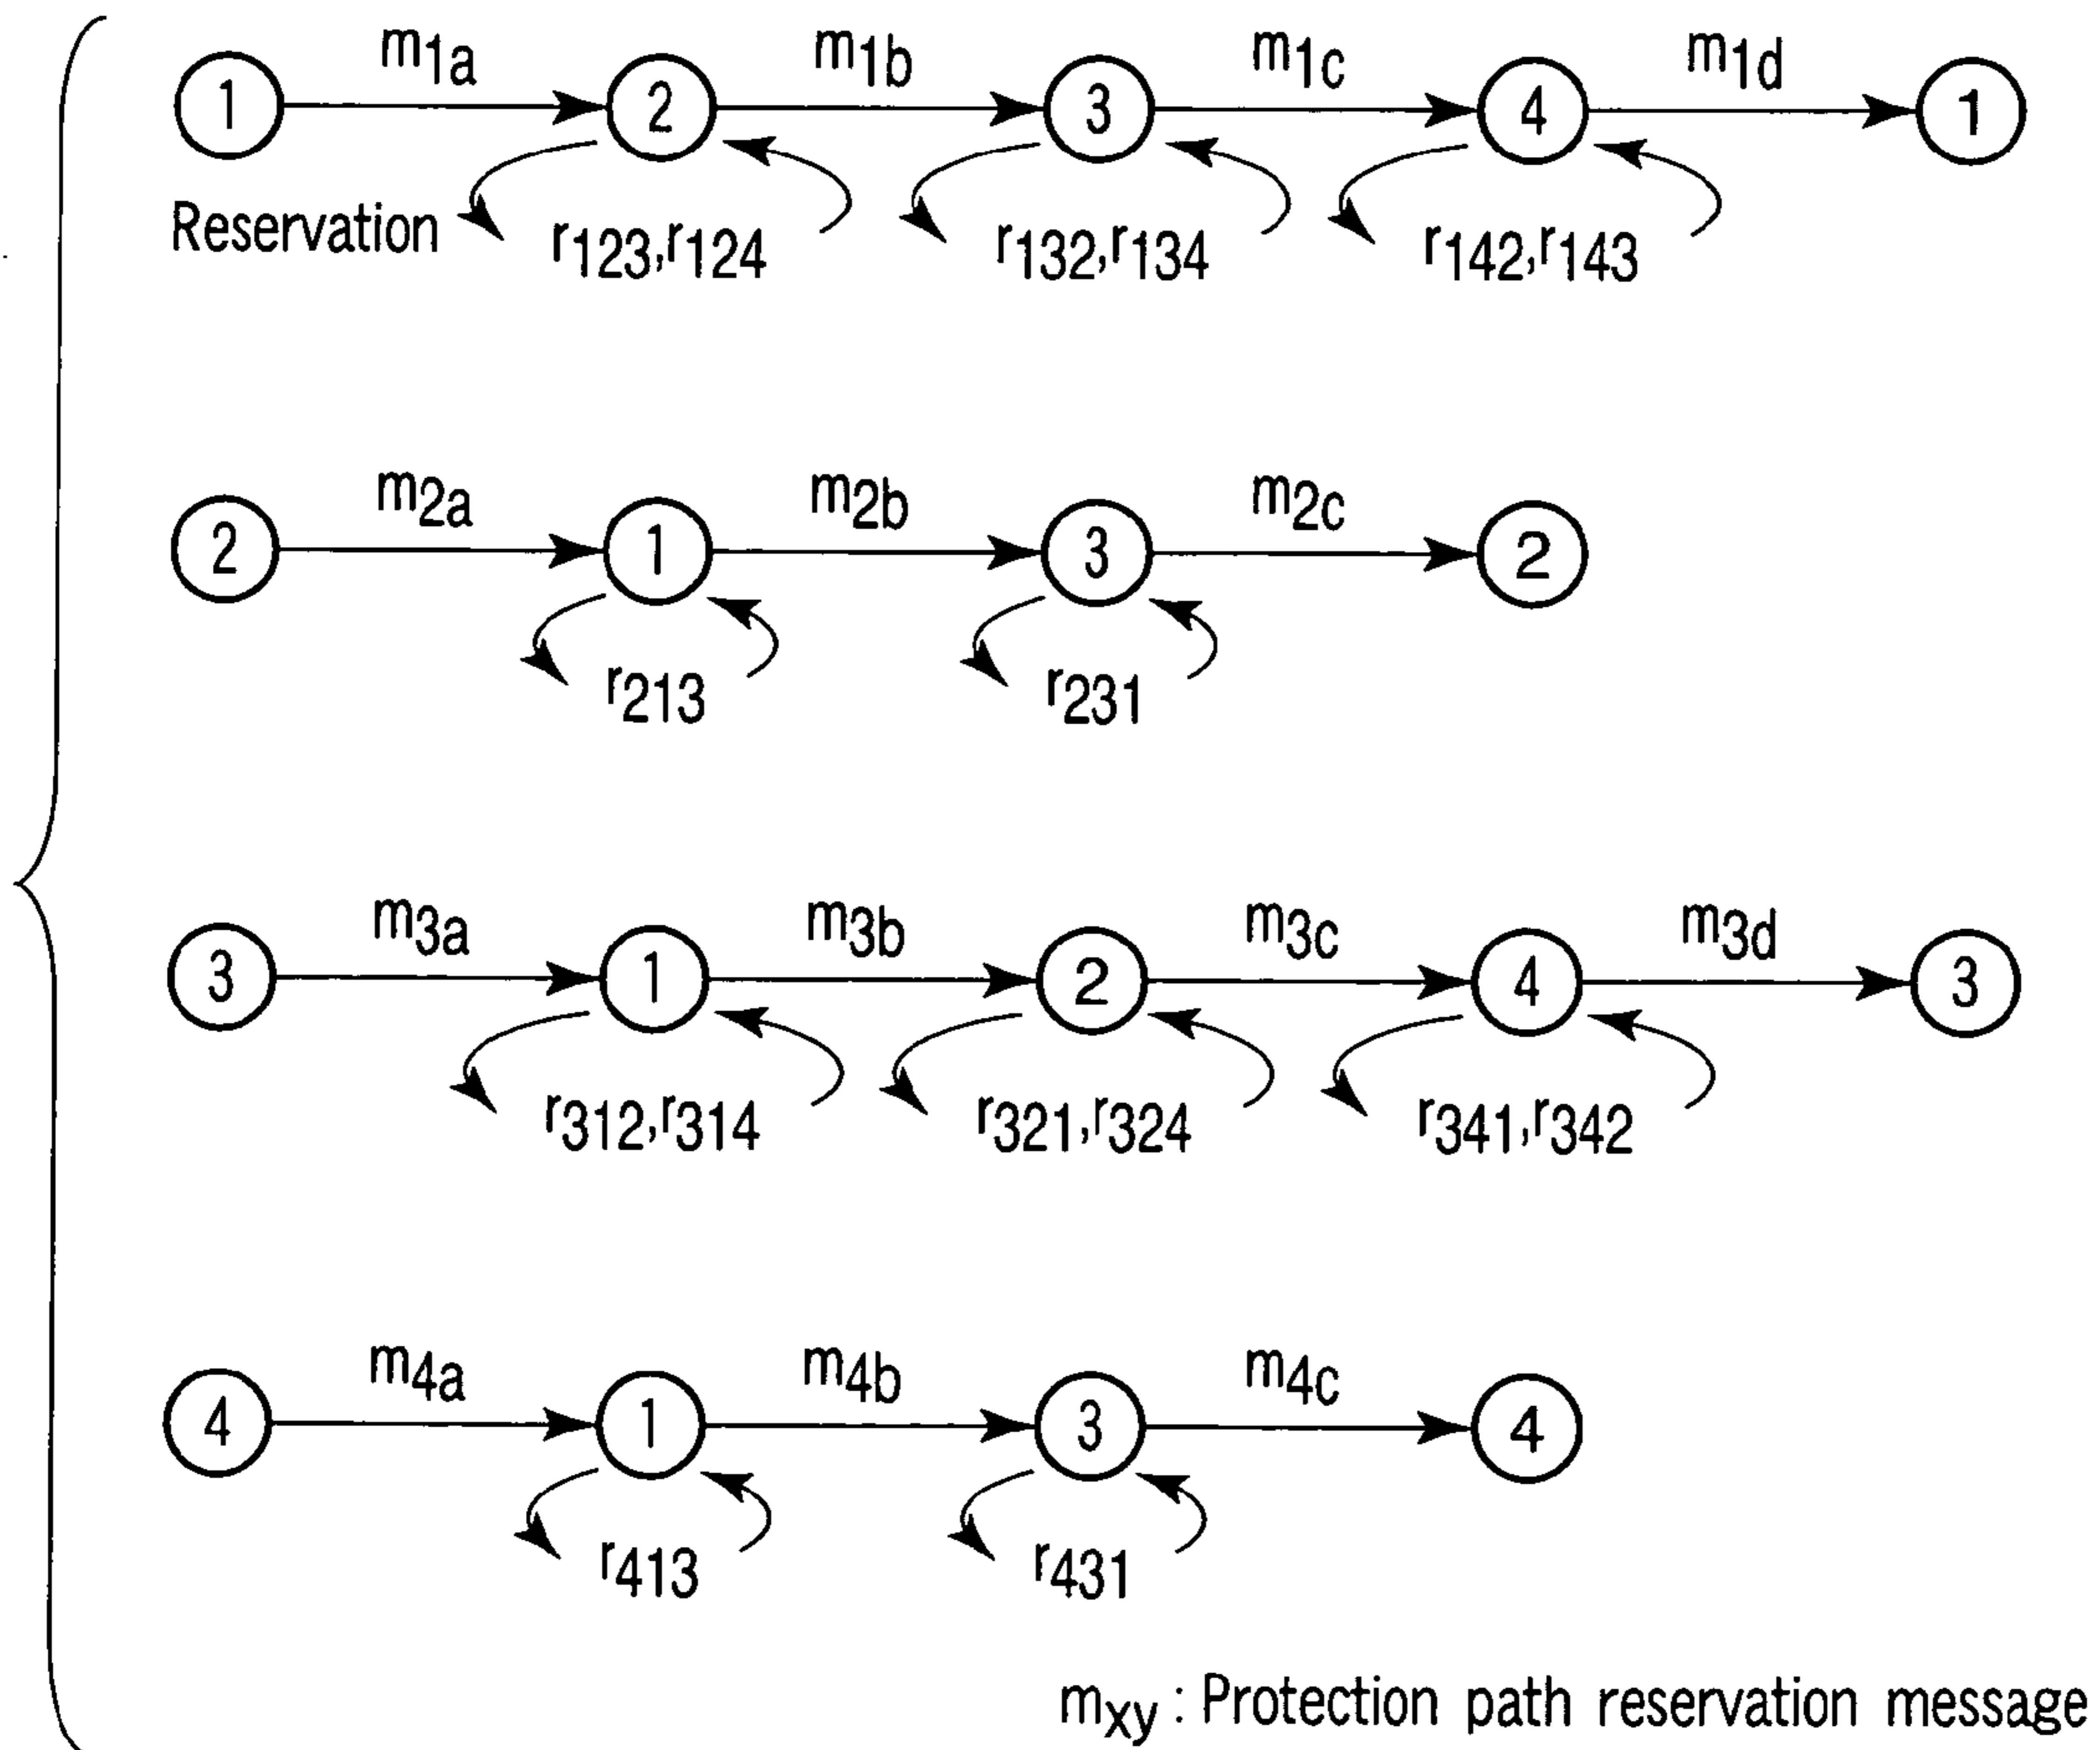 m1a m1b m1c m1d
1 2 3 4 1
Reservation r123,r124 r132,r134 r142,r143
m2a m2b m2c
2 1 3 2
r213 r231
m3a m3b m3c m3d
3 1 2 4 3
r312,r314 r321,r324 r341,r342
m4a m4b m4c
4 1 3 4
r413 r431
mxy : Protection path reservation message